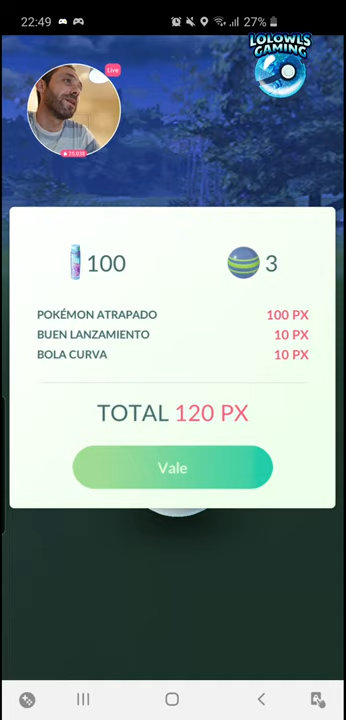 22:49
27%
LOLOWLS
GAMING
Live
100
3
POKÉMON ATRAPADO 100 PX
BUEN LANZAMIENTO 10 PX
BOLA CURVA 10 PX
TOTAL 120 PX
Vale